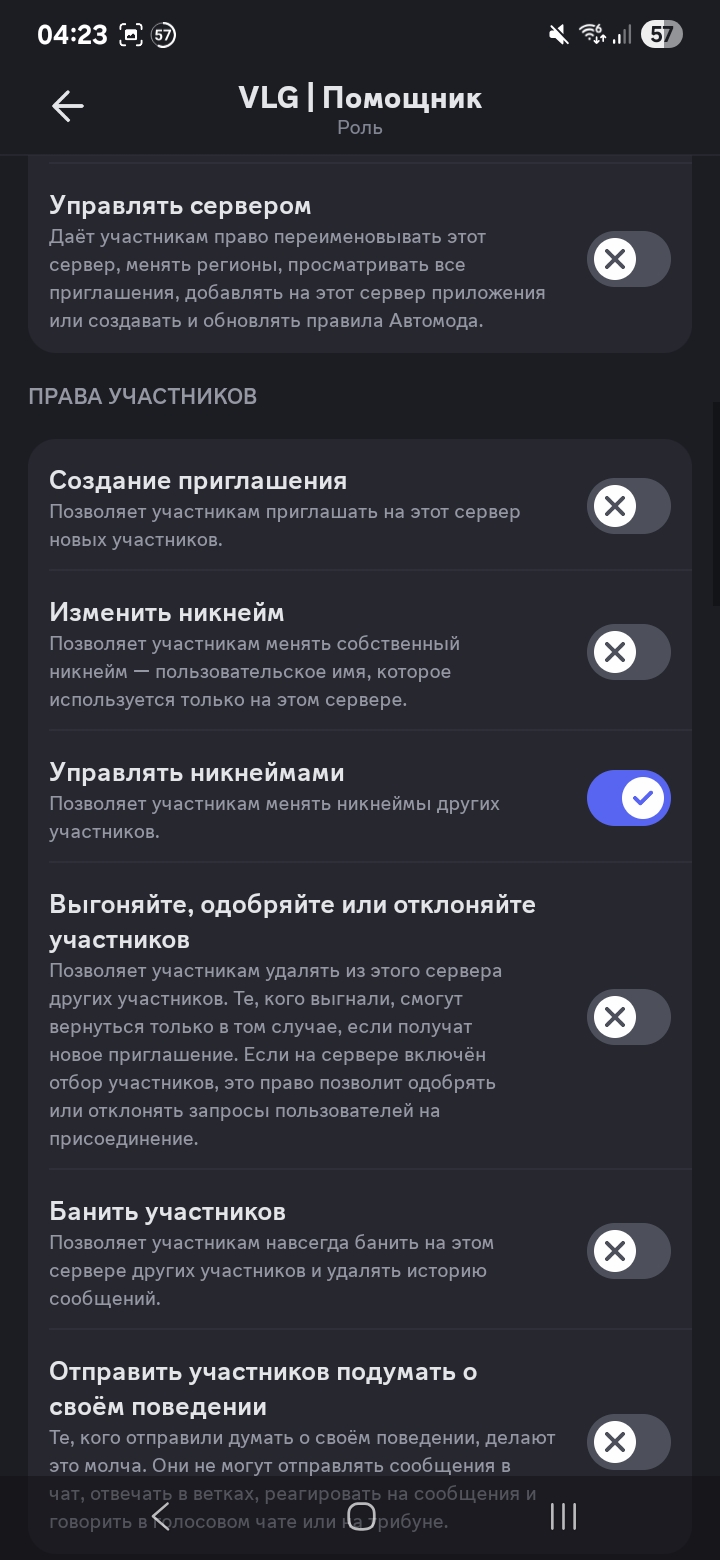 04:23
57
57
VLG | Помощник
Роль
Управлять сервером
Даёт участникам право переименовывать этот
сервер, менять регионы, просматривать все
приглашения, добавлять на этот сервер приложения
или создавать и обновлять правила Автомода.
ПРАВА УЧАСТНИКОВ
Создание приглашения
Позволяет участникам приглашать на этот сервер
новых участников.
Изменить никнейм
Позволяет участникам менять собственный
никнейм — пользовательское имя, которое
используется только на этом сервере.
Управлять никнеймами
Позволяет участникам менять никнеймы других
участников.
Выгоняйте, одобряйте или отклоняйте
участников
Позволяет участникам удалять из этого сервера
других участников. Те, кого выгнали, смогут
вернуться только в том случае, если получат
новое приглашение. Если на сервере включён
отбор участников, это право позволит одобрять
или отклонять запросы пользователей на
присоединение.
Банить участников
Позволяет участникам навсегда банить на этом
сервере других участников и удалять историю
сообщений.
Отправить участников подумать о
своём поведении
Те, кого отправили думать о своём поведении, делают
это молча. Они не могут отправлять сообщения в
чат, отвечать в ветках, реагировать на сообщения и
говорить в голосовом чате или на трибуне.